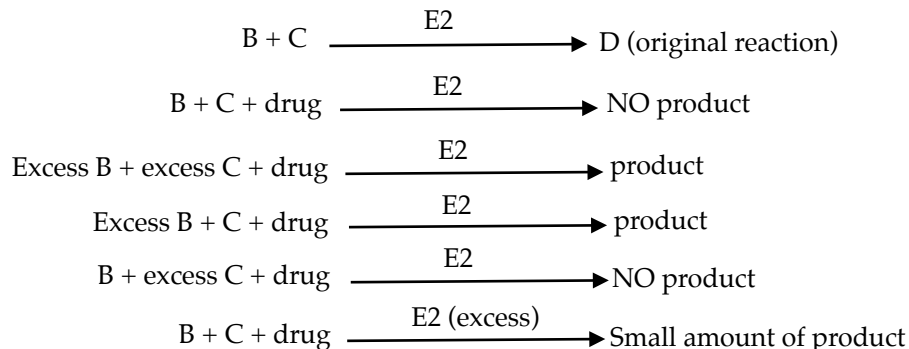 E2
B + C D (original reaction)
E2
B + C + drug NO product
E2
Excess B + excess C + drug product
E2
Excess B + C + drug product
E2
B + excess C + drug NO product
E2 (excess)
B + C + drug Small amount of product